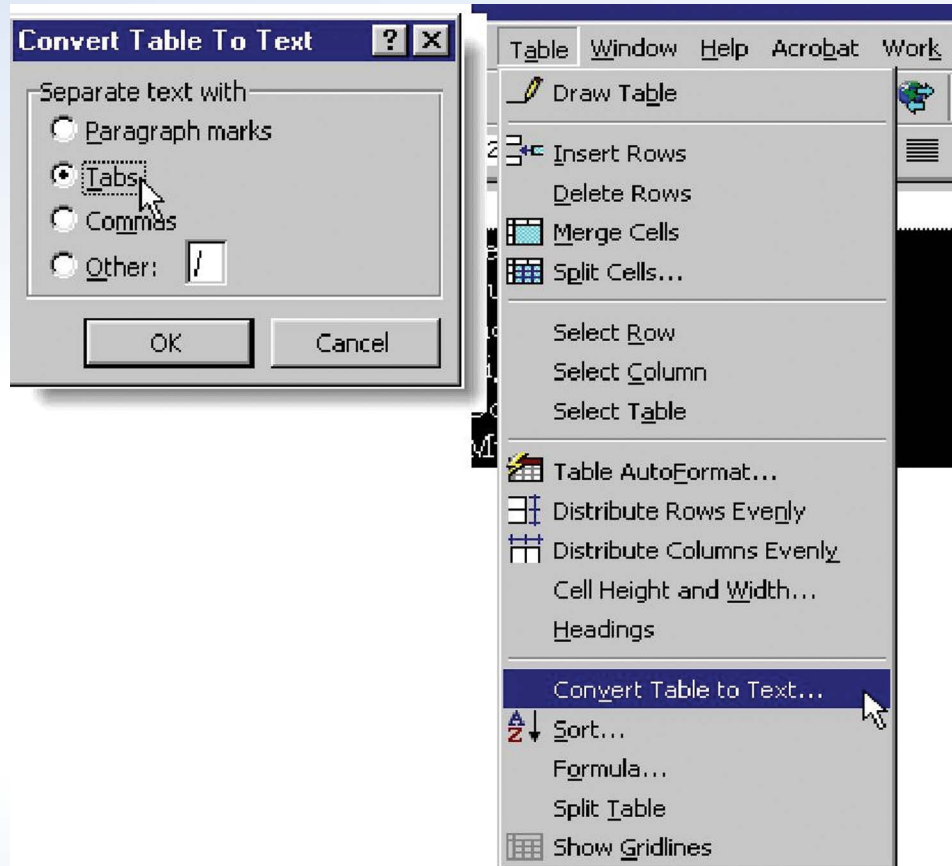 Convert Table To Text
Separate text with
Paragraph marks
Tabs
Commas
Other: /
OK Cancel
Table Window Help Acrobat Work
Draw Table
Insert Rows
Delete Rows
Merge Cells
Split Cells...
Select Row
Select Column
Select Table
Table AutoFormat...
Distribute Rows Evenly
Distribute Columns Evenly
Cell Height and Width...
Headings
Convert Table to Text...
Sort...
Formula...
Split Table
Show Gridlines